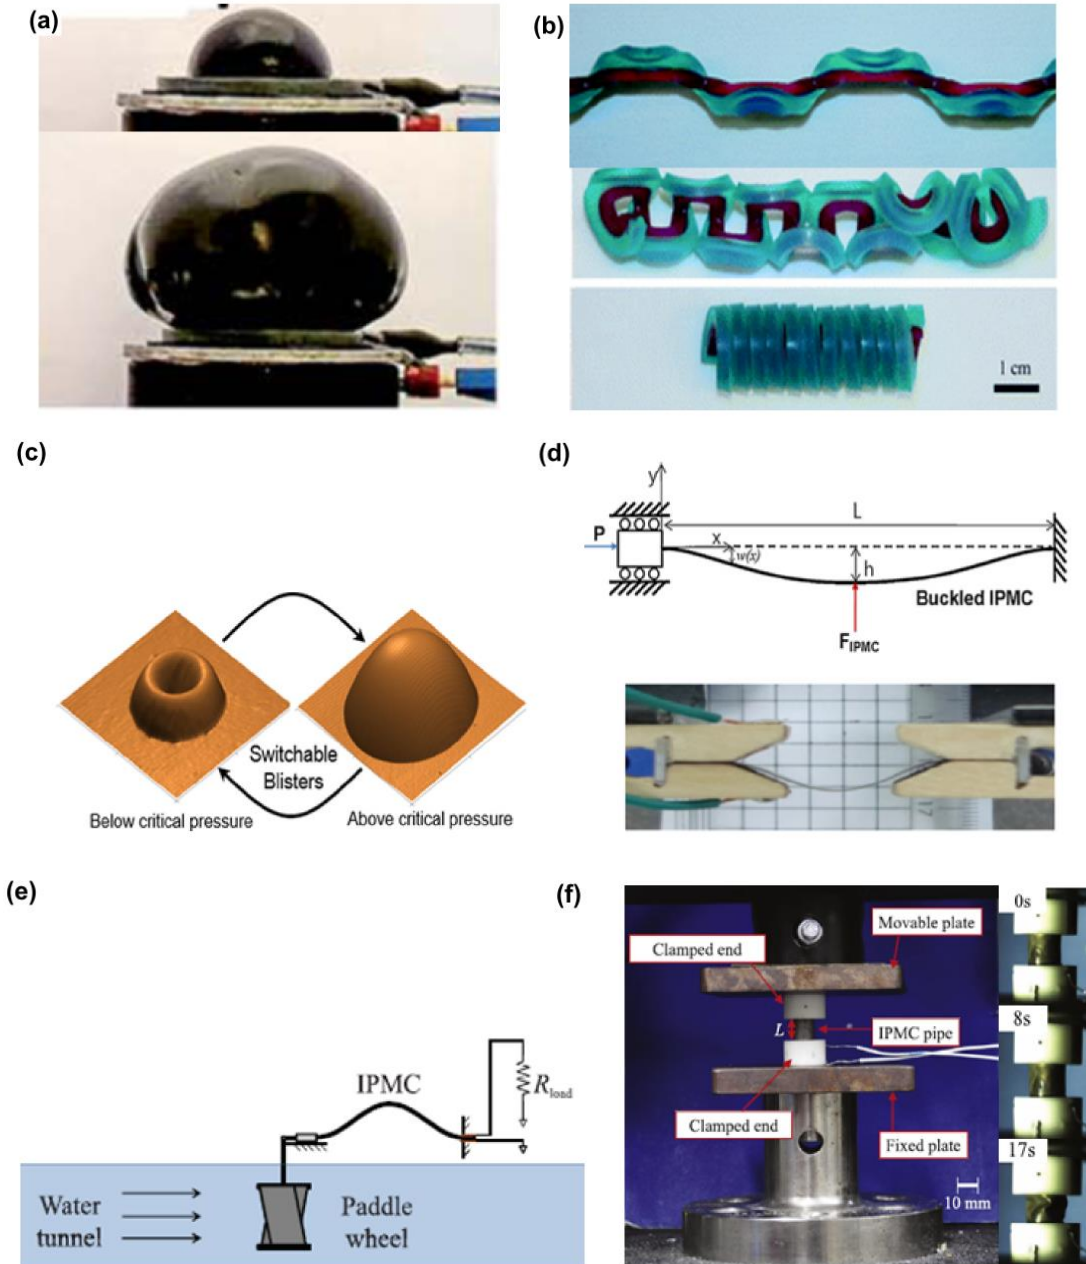 (a)
(b)
1 cm
(c)
Switchable
Blisters
Below critical pressure
Above critical pressure
(d)
y
L
P
x
w(x)
h
Buckled IPMC
F_IPMC
(e)
IPMC
R_load
Water
tunnel
Paddle
wheel
(f)
Movable plate
Clamped end
L
IPMC pipe
Clamped end
Fixed plate
10 mm
0s
8s
17s